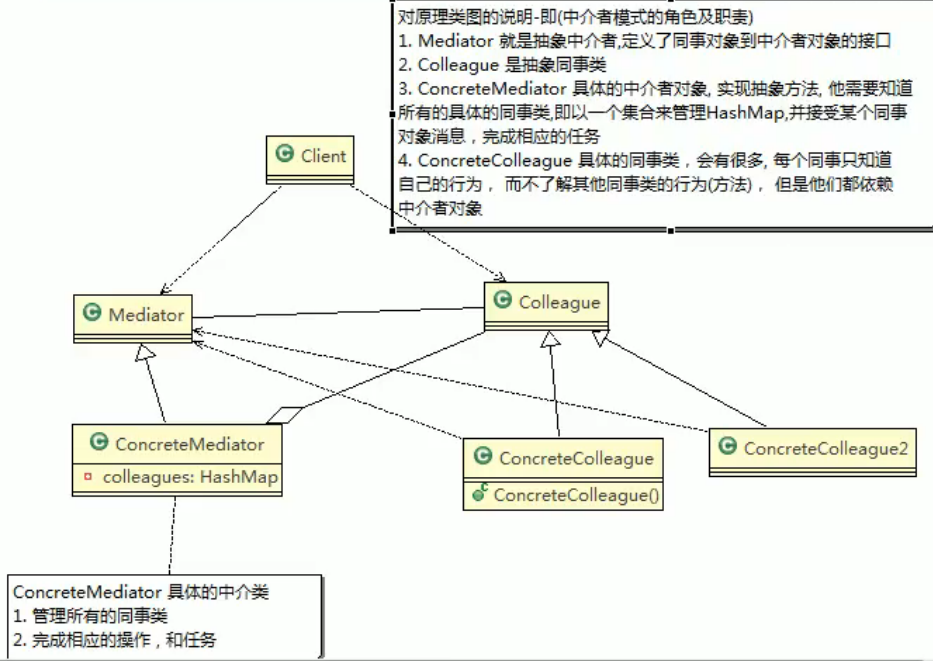 对原理类图的说明-即(中介者模式的角色及职责)
1. Mediator 就是抽象中介者,定义了同事对象到中介者对象的接口
2. Colleague 是抽象同事类
3. ConcreteMediator 具体的中介者对象, 实现抽象方法, 他需要知道
所有的具体的同事类,即以一个集合来管理HashMap,并接受某个同事
对象消息，完成相应的任务
4. ConcreteColleague 具体的同事类，会有很多, 每个同事只知道
自己的行为， 而不了解其他同事类的行为(方法)， 但是他们都依赖
中介者对象
Client
Mediator
Colleague
ConcreteMediator
colleagues: HashMap
ConcreteColleague
ConcreteColleague()
ConcreteColleague2
ConcreteMediator 具体的中介类
1. 管理所有的同事类
2. 完成相应的操作，和任务